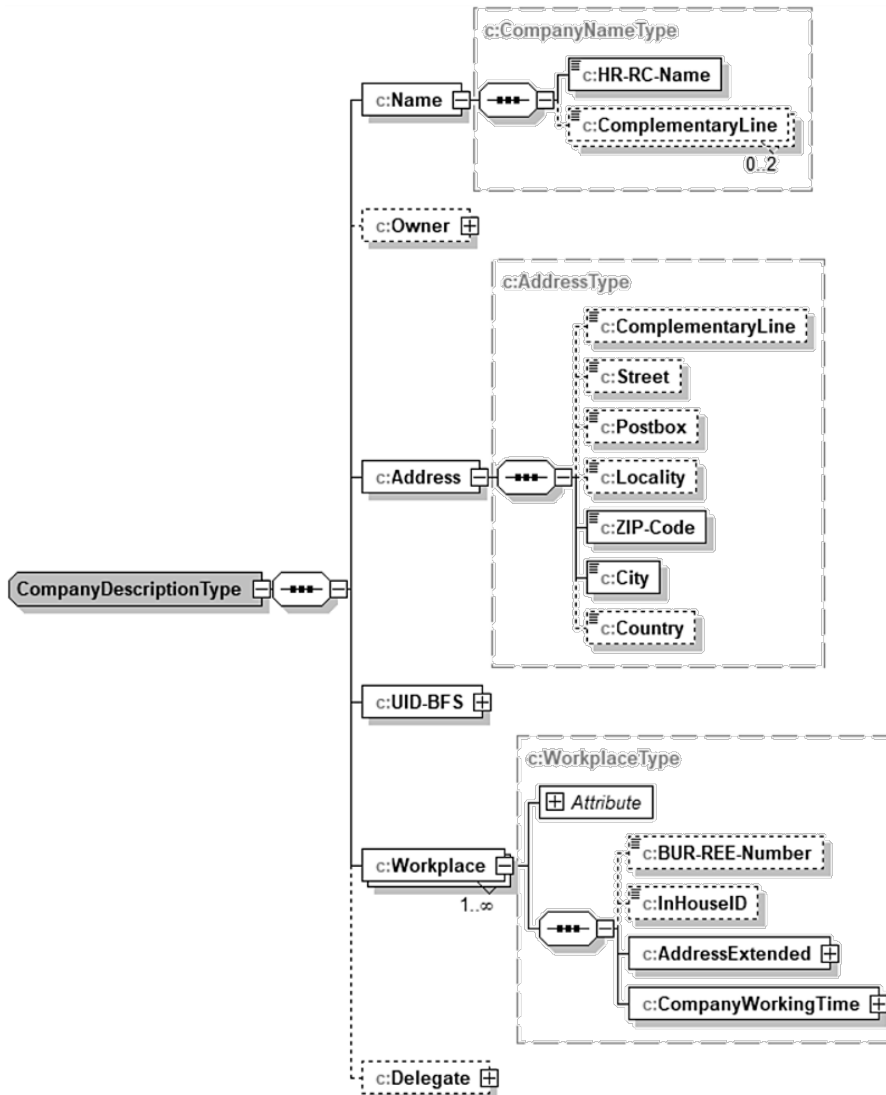 c:CompanyNameType
c:HR-RC-Name
c:Name
c:ComplementaryLine
0..2
c:Owner
c:AddressType
c:ComplementaryLine
c:Street
c:Postbox
c:Address
c:Locality
c:ZIP-Code
c:City
CompanyDescriptionType
c:Country
c:UID-BFS
c:WorkplaceType
Attribute
c:Workplace
1..∞
c:BUR-REE-Number
c:InHouseID
c:AddressExtended
c:CompanyWorkingTime
c:Delegate